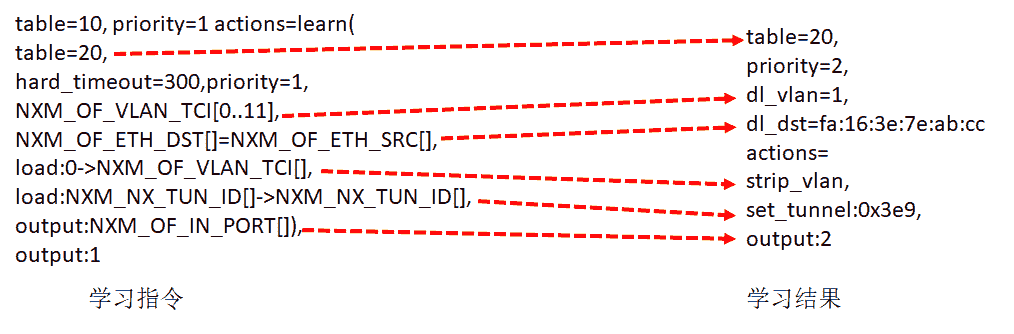 table=10, priority=1 actions=learn(
table=20,
hard_timeout=300,priority=1,
NXM_OF_VLAN_TCI[0..11],
NXM_OF_ETH_DST[]=NXM_OF_ETH_SRC[],
load:0->NXM_OF_VLAN_TCI[],
load:NXM_NX_TUN_ID[]->NXM_NX_TUN_ID[],
output:NXM_OF_IN_PORT[]),
output:1
学习指令
table=20,
priority=2,
dl_vlan=1,
dl_dst=fa:16:3e:7e:ab:cc
actions=
strip_vlan,
set_tunnel:0x3e9,
output:2
学习结果